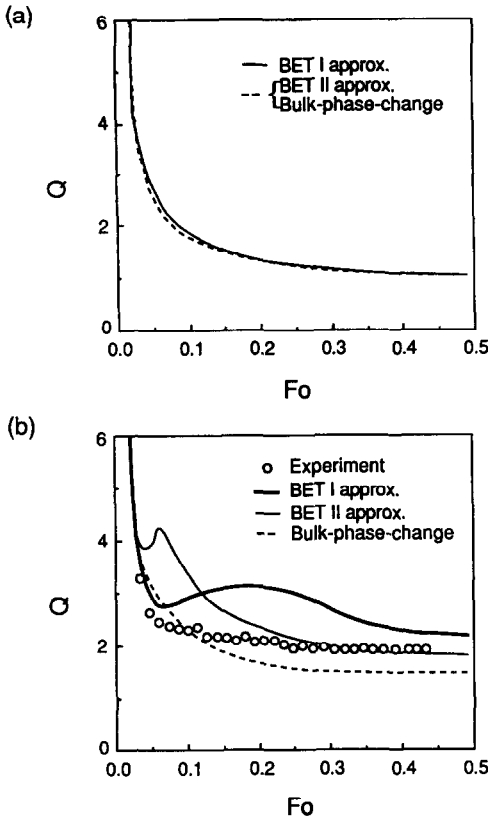 (a)
BET I approx.
BET II approx.
Bulk-phase-change
6
4
2
0
Q
0.0 0.1 0.2 0.3 0.4 0.5
Fo
(b)
Experiment
BET I approx.
BET II approx.
Bulk-phase-change
6
4
2
0
Q
0.0 0.1 0.2 0.3 0.4 0.5
Fo